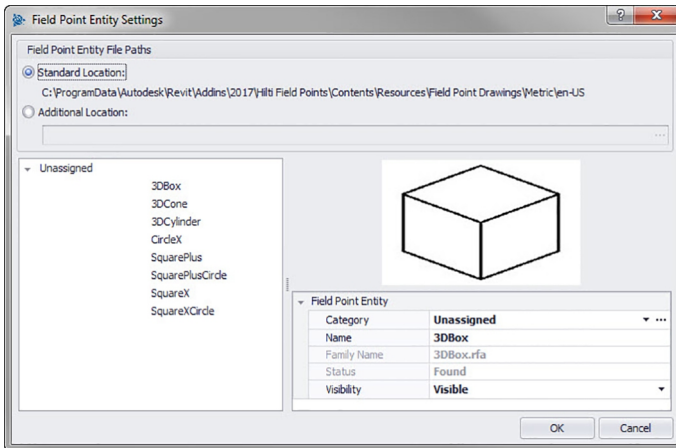 Field Point Entity Settings
Field Point Entity File Paths
Standard Location:
C:\ProgramData\Autodesk\Revit\Addins\2017\Hilti Field Points\Contents\Resources\Field Point Drawings\Metric\en-US
Additional Location:
Unassigned
3DBox
3DCone
3DCylinder
CircleX
SquarePlus
SquarePlusCircle
SquareX
SquareXCircle
Field Point Entity
Category Unassigned
Name 3DBox
Family Name 3DBox.rfa
Status Found
Visibility Visible
OK Cancel